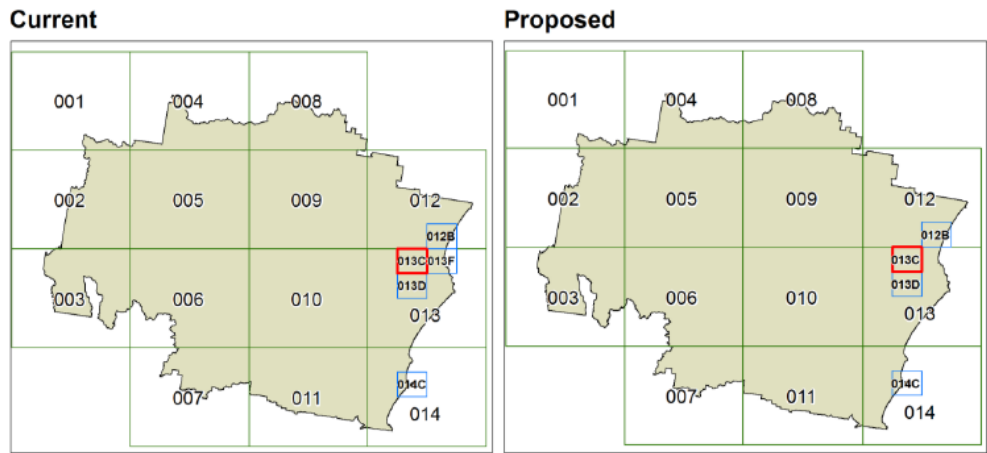 Current Proposed
001 004 008 001 004 008
002 005 009 012 002 005 009 012
012B 012B
013C 013F 013C
013D 013D
003 006 010 013 003 006 010 013
014C 014C
007 011 014 007 011 014